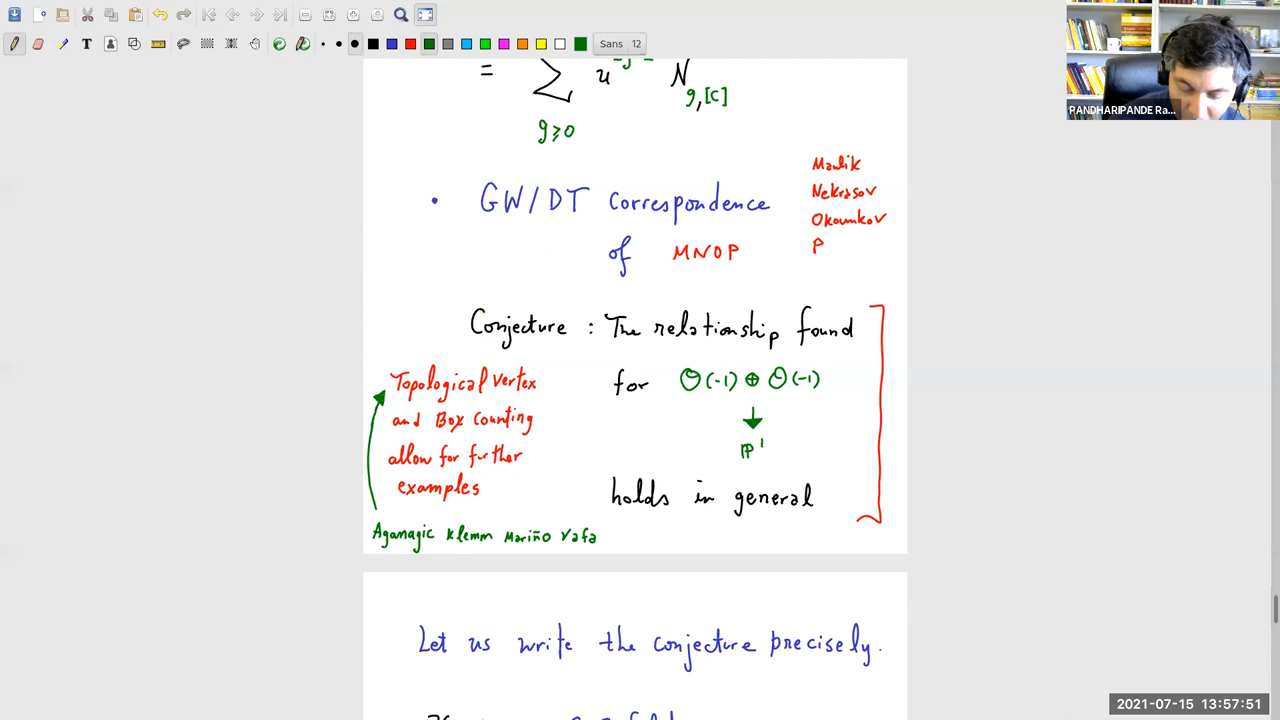 Sans 12
PANDHARIPANDE Ra...
= ∑ u N g,[C]
g≥0
Maulik
Nekrasov
Okounkov
P
• GW/DT correspondence
of MNOP
Conjecture : The relationship found
for O(-1) ⊕ O(-1)
↓
P¹
holds in general
Topological Vertex
and Box Counting
allow for further
examples
Aganagic Klemm Mariño Vafa
Let us write the conjecture precisely.
2021-07-15 13:57:51